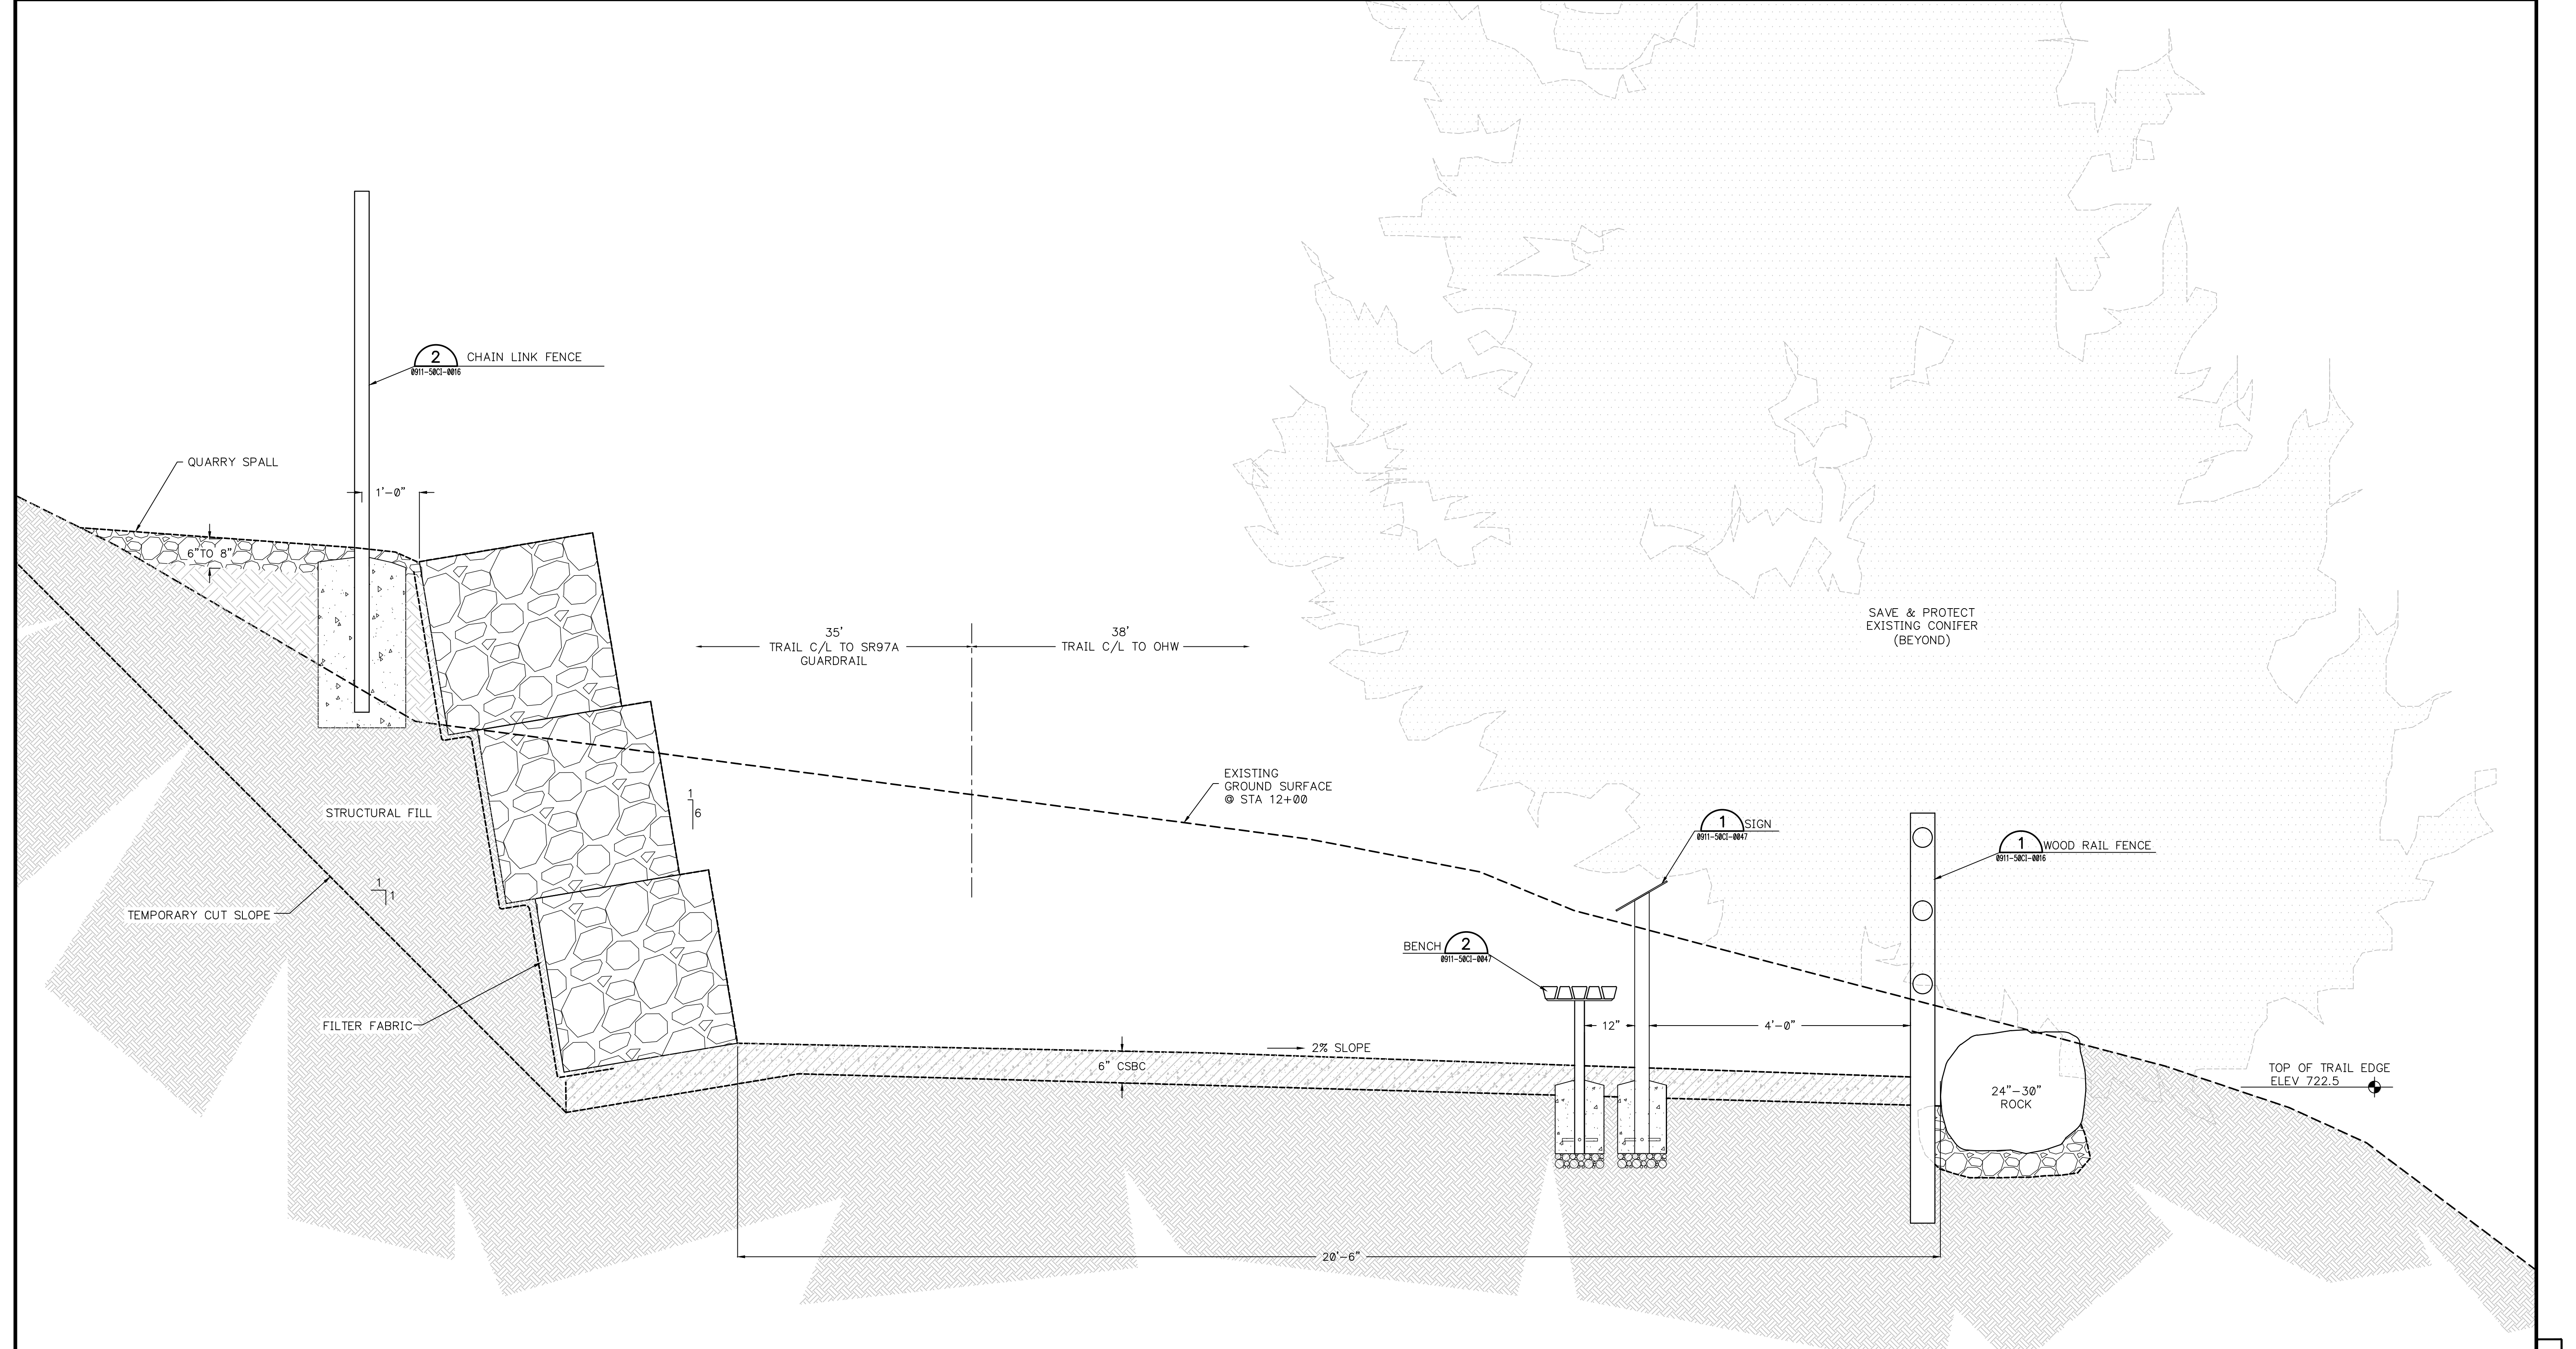 2 CHAIN LINK FENCE
0911-50CI-0016
QUARRY SPALL
1'-0"
6"TO 8"
35'
TRAIL C/L TO SR97A
GUARDRAIL
38'
TRAIL C/L TO OHW
SAVE & PROTECT
EXISTING CONIFER
(BEYOND)
EXISTING
GROUND SURFACE
@ STA 12+00
1
6
STRUCTURAL FILL
1 SIGN
0911-50CI-0047
1 WOOD RAIL FENCE
0911-50CI-0016
1
1
TEMPORARY CUT SLOPE
BENCH 2
0911-50CI-0047
FILTER FABRIC
12"
4'-0"
2% SLOPE
6" CSBC
TOP OF TRAIL EDGE
ELEV 722.5
24"-30"
ROCK
20'-6"